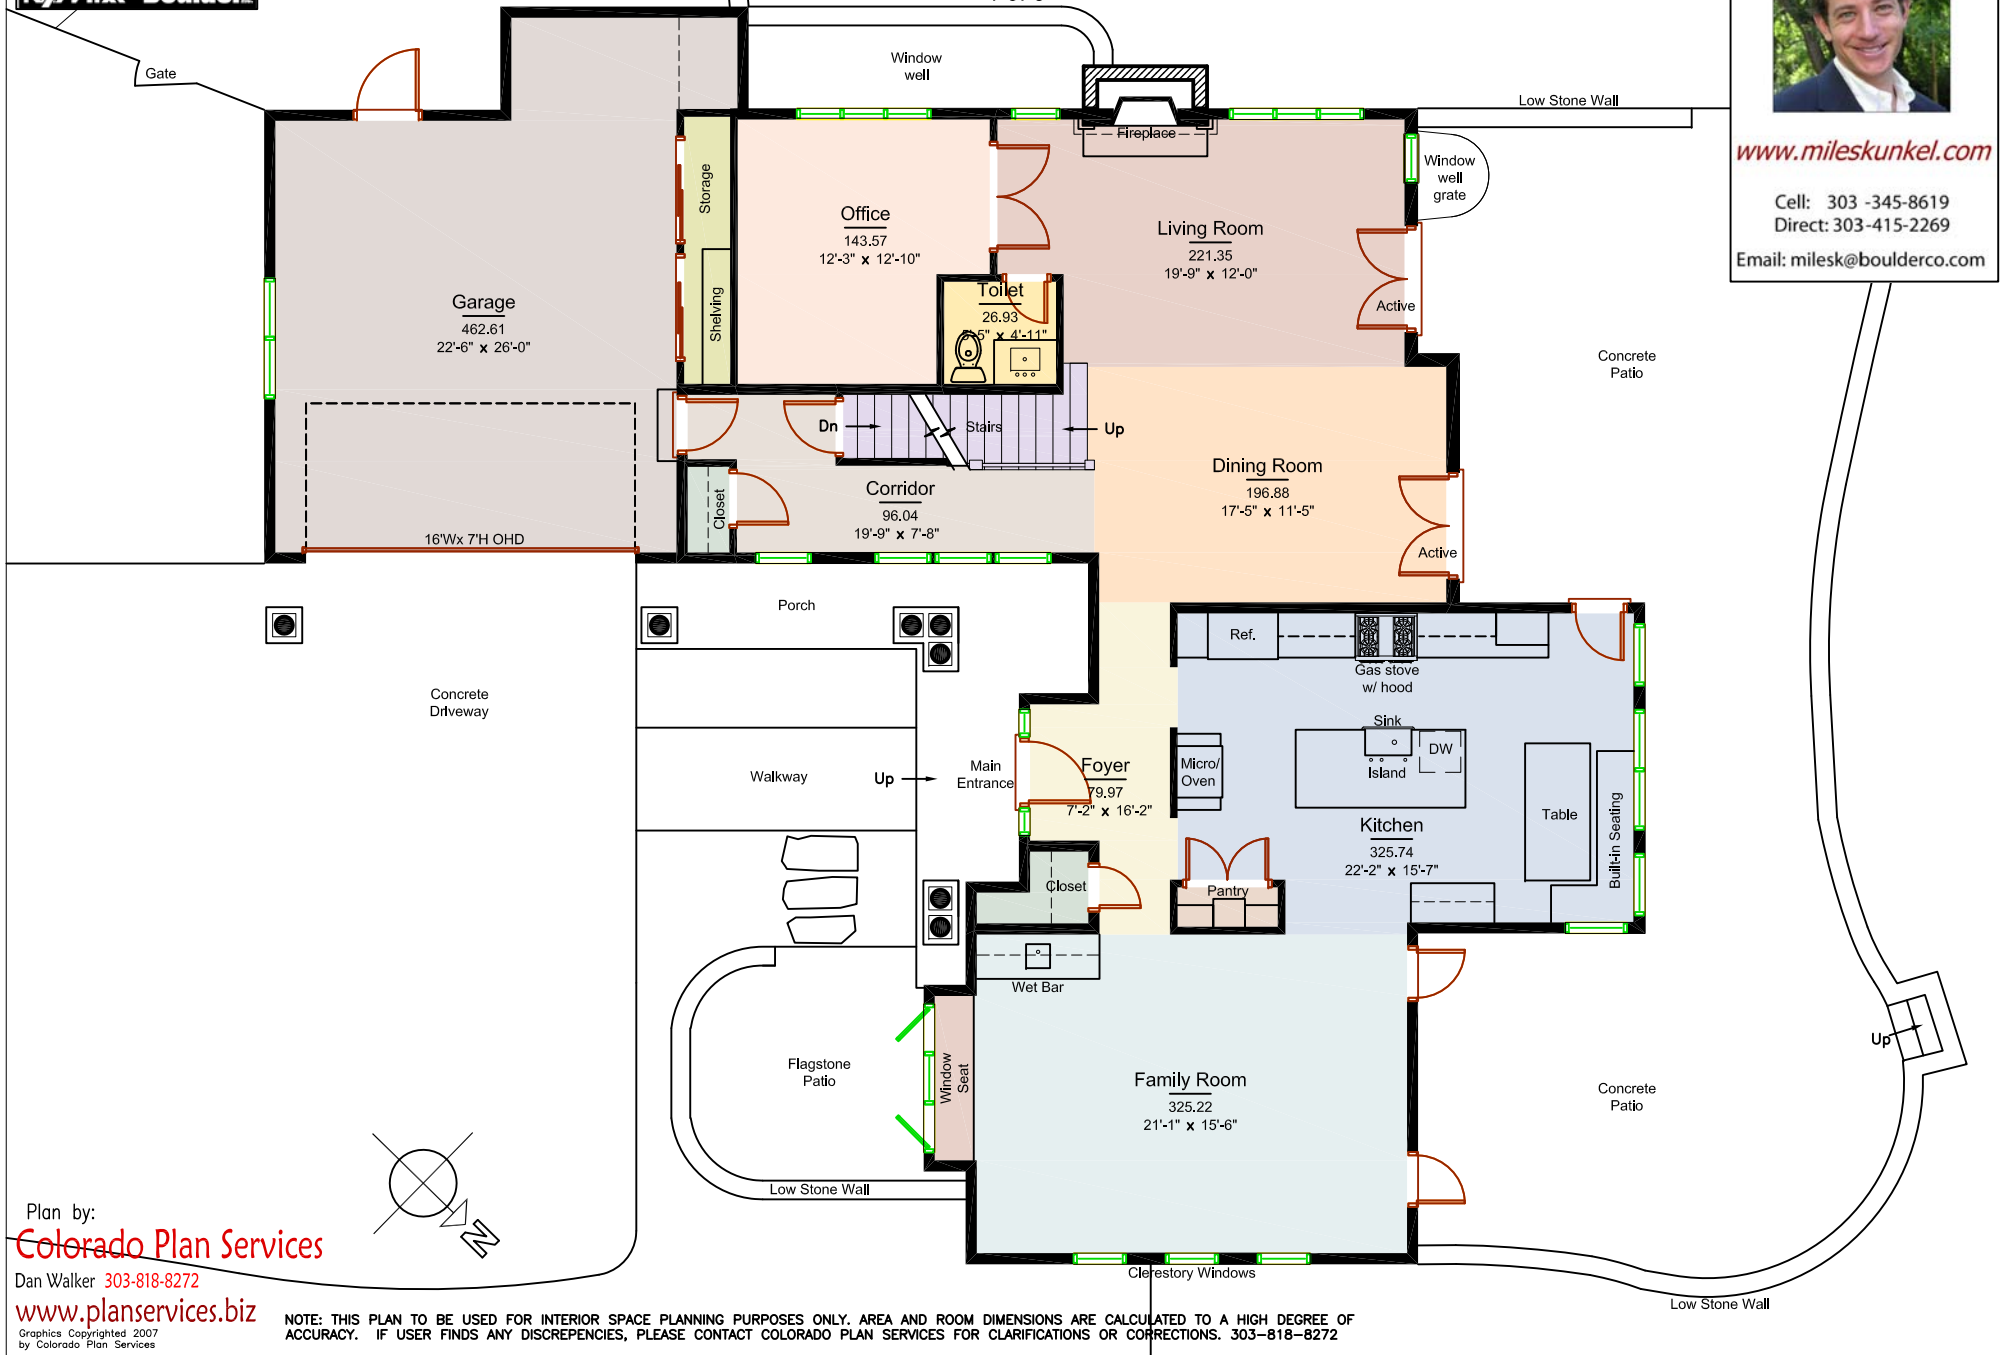 Gate
Window
well
Low Stone Wall
Fireplace
Window
well
grate
www.mileskunkel.com
Cell: 303 -345-8619
Direct: 303-415-2269
Email: milesk@boulderco.com
Storage
Shelving
Office
143.57
12'-3" x 12'-10"
Living Room
221.35
19'-9" x 12'-0"
Active
Toilet
26.93
5'-5" x 4'-11"
Garage
462.61
22'-6" x 26'-0"
16'Wx 7'H OHD
Concrete
Patio
Dn
Stairs
Up
Closet
Corridor
96.04
19'-9" x 7'-8"
Dining Room
196.88
17'-5" x 11'-5"
Active
Porch
Concrete
Driveway
Walkway
Up
Main
Entrance
Foyer
79.97
7'-2" x 16'-2"
Ref.
Gas stove
w/ hood
Sink
DW
Island
Micro/
Oven
Table
Built-in Seating
Kitchen
325.74
22'-2" x 15'-7"
Pantry
Closet
Wet Bar
Window
Seat
Flagstone
Patio
Family Room
325.22
21'-1" x 15'-6"
Up
Concrete
Patio
Low Stone Wall
Clerestory Windows
Low Stone Wall
N
Plan by:
Colorado Plan Services
Dan Walker 303-818-8272
www.planservices.biz
Graphics Copyrighted 2007
by Colorado Plan Services
NOTE: THIS PLAN TO BE USED FOR INTERIOR SPACE PLANNING PURPOSES ONLY. AREA AND ROOM DIMENSIONS ARE CALCULATED TO A HIGH DEGREE OF
ACCURACY. IF USER FINDS ANY DISCREPENCIES, PLEASE CONTACT COLORADO PLAN SERVICES FOR CLARIFICATIONS OR CORRECTIONS. 303-818-8272